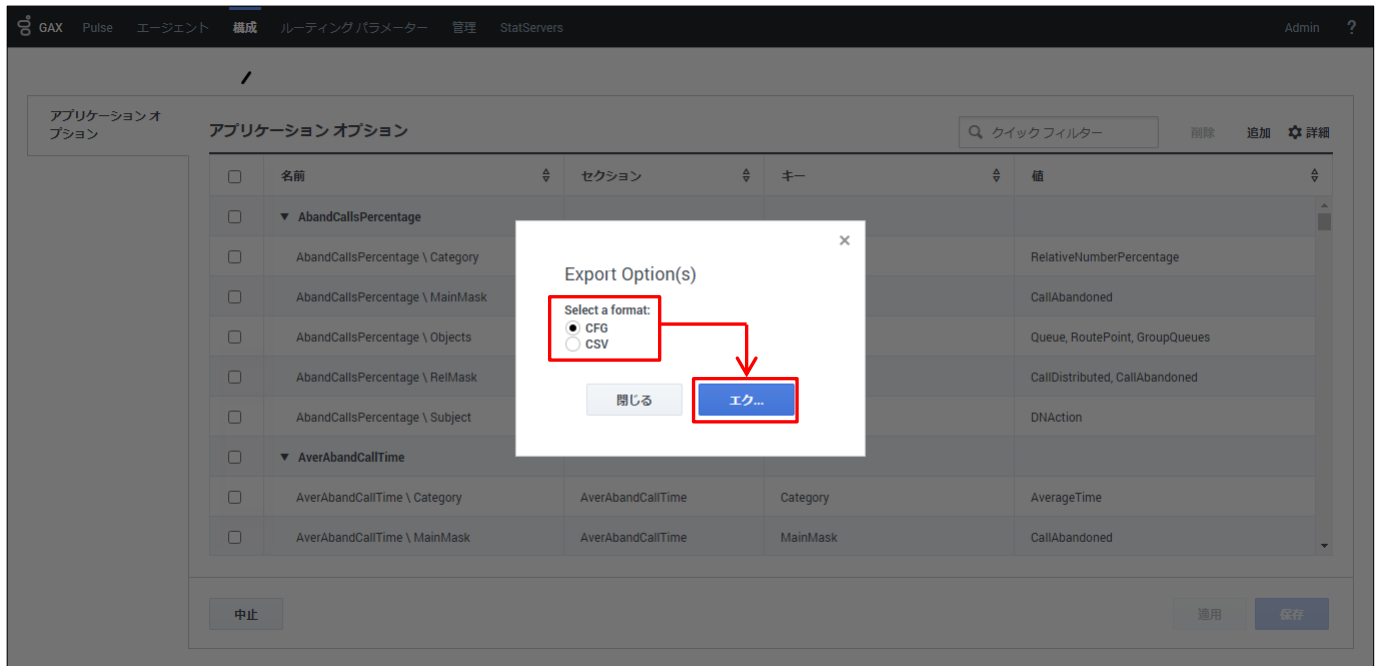 GAX Pulse エージェント 構成 ルーティング パラメーター 管理 StatServers Admin ?
アプリケーション オ
プション
アプリケーション オプション クイック フィルター 削除 追加 詳細
名前 セクション キー 値
AbandCallsPercentage
AbandCallsPercentage \ Category RelativeNumberPercentage
AbandCallsPercentage \ MainMask CallAbandoned
AbandCallsPercentage \ Objects Queue, RoutePoint, GroupQueues
AbandCallsPercentage \ RelMask CallDistributed, CallAbandoned
AbandCallsPercentage \ Subject DNAction
AverAbandCallTime
AverAbandCallTime \ Category AverAbandCallTime Category AverageTime
AverAbandCallTime \ MainMask AverAbandCallTime MainMask CallAbandoned
Export Option(s)
Select a format:
CFG
CSV
閉じる エク...
中止 適用 保存